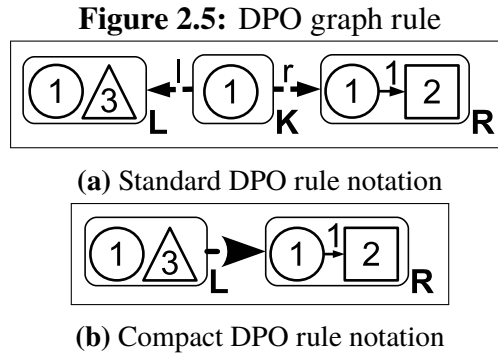 Figure 2.5: DPO graph rule
1 3 L l 1 K r 1 1 2 R
(a) Standard DPO rule notation
1 3 L 1 1 2 R
(b) Compact DPO rule notation